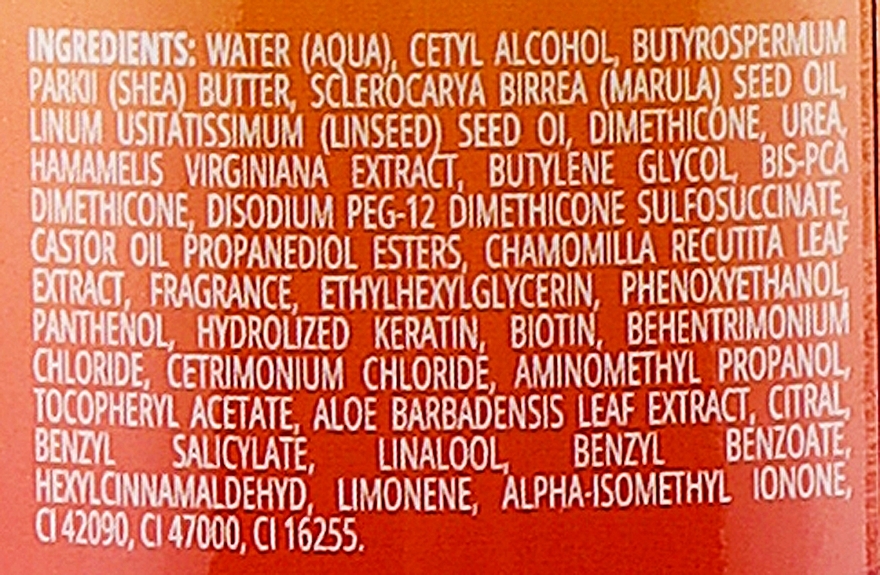 INGREDIENTS: WATER (AQUA), CETYL ALCOHOL, BUTYROSPERMUM
PARKII (SHEA) BUTTER, SCLEROCARYA BIRREA (MARULA) SEED OIL,
LINUM USITATISSIMUM (LINSEED) SEED OI, DIMETHICONE, UREA,
HAMAMELIS VIRGINIANA EXTRACT, BUTYLENE GLYCOL, BIS-PCA
DIMETHICONE, DISODIUM PEG-12 DIMETHICONE SULFOSUCCINATE,
CASTOR OIL PROPANEDIOL ESTERS, CHAMOMILLA RECUTITA LEAF
EXTRACT, FRAGRANCE, ETHYLHEXYLGLYCERIN, PHENOXYETHANOL,
PANTHENOL, HYDROLIZED KERATIN, BIOTIN, BEHENTRIMONIUM
CHLORIDE, CETRIMONIUM CHLORIDE, AMINOMETHYL PROPANOL,
TOCOPHERYL ACETATE, ALOE BARBADENSIS LEAF EXTRACT, CITRAL,
BENZYL SALICYLATE, LINALOOL, BENZYL BENZOATE,
HEXYLCINNAMALDEHYD, LIMONENE, ALPHA-ISOMETHYL IONONE,
CI 42090, CI 47000, CI 16255.